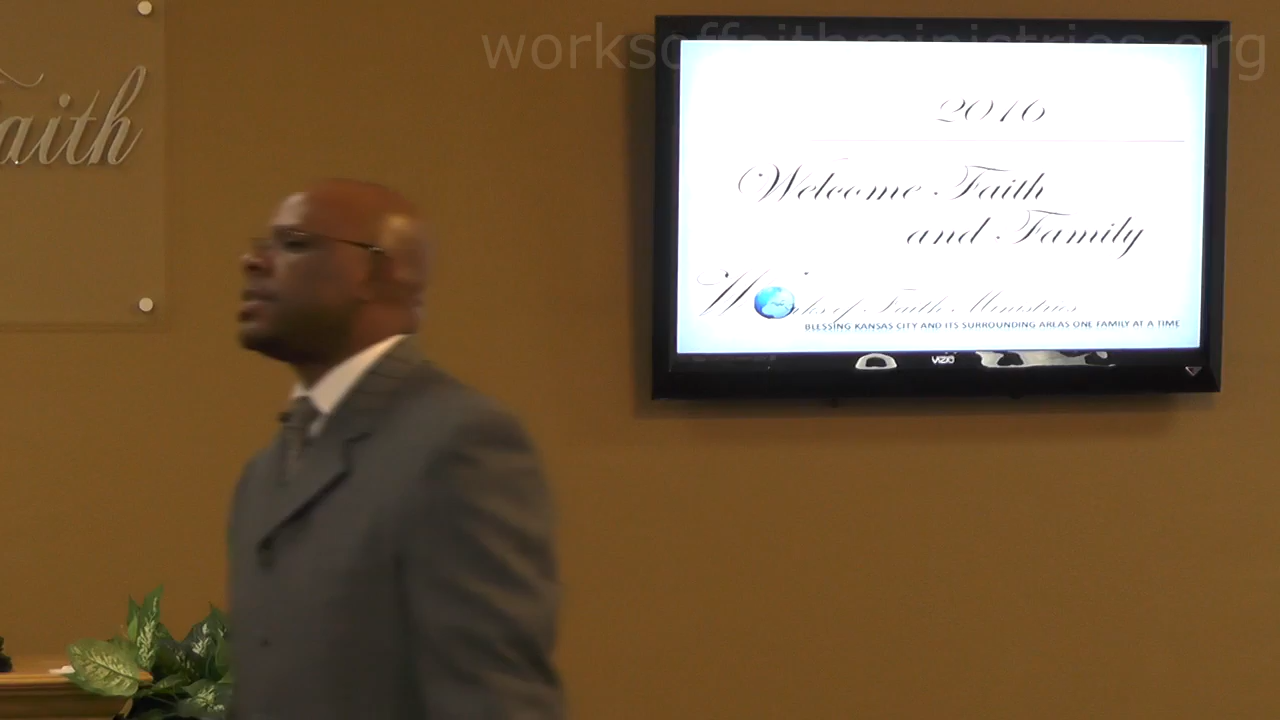 worksoffaithministries.org
aith
2016
Welcome Faith
and Family
Works of Faith Ministries
BLESSING KANSAS CITY AND ITS SURROUNDING AREAS ONE FAMILY AT A TIME
VIZIO